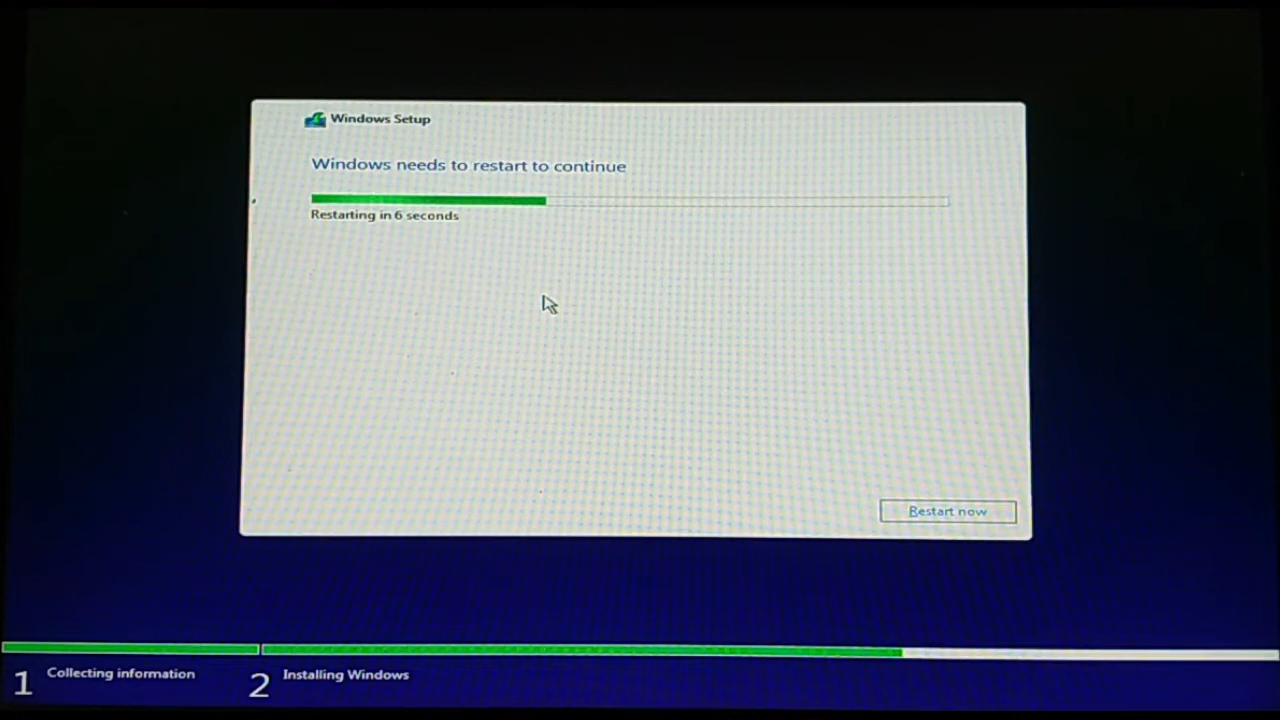 Windows Setup
Windows needs to restart to continue
Restarting in 6 seconds
Restart now
1 Collecting information
2 Installing Windows